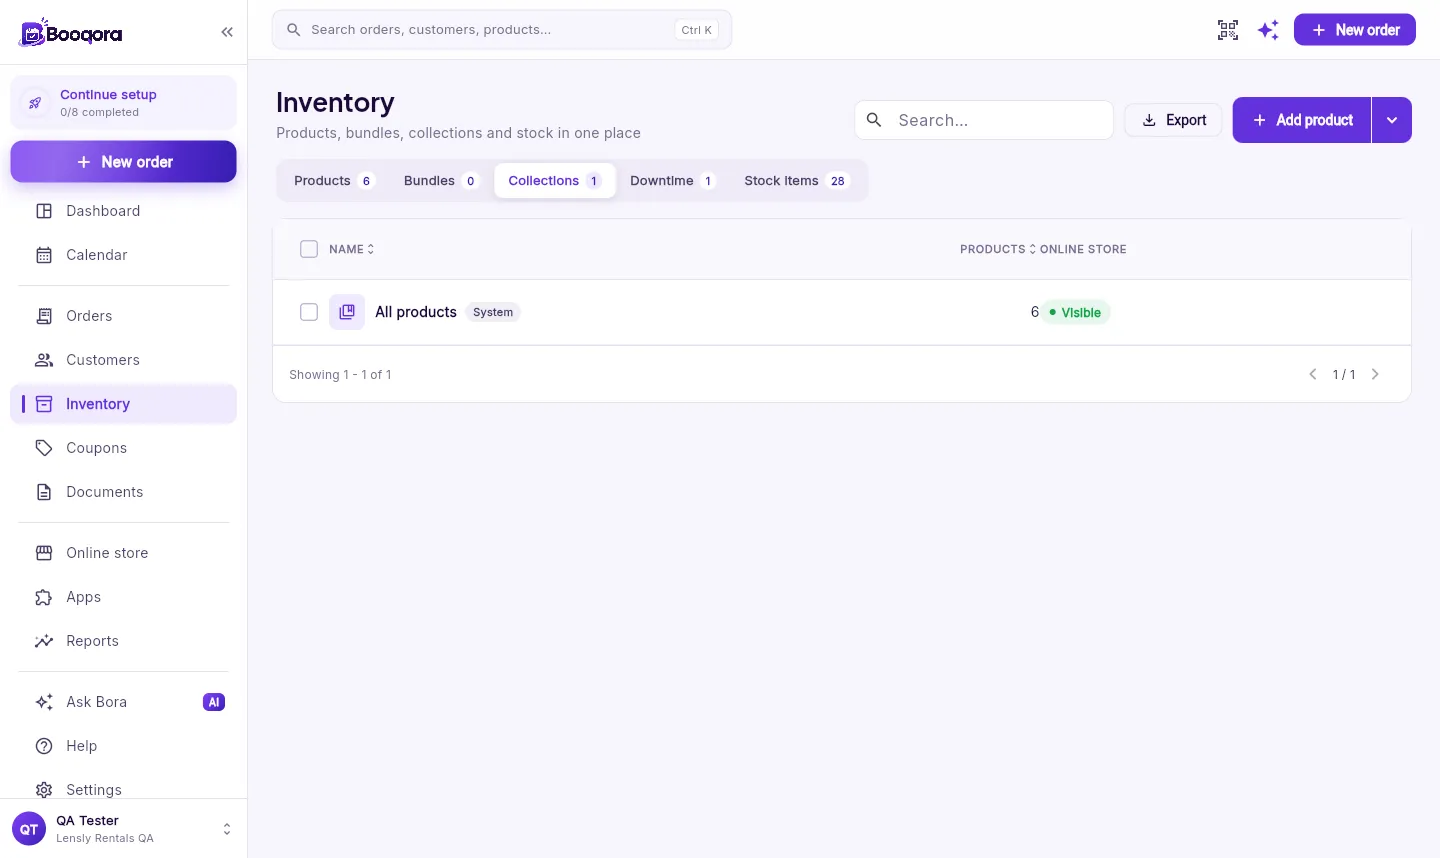 Booqora
Search orders, customers, products...
Ctrl K
New order
Continue setup
0/8 completed
New order
Dashboard
Calendar
Orders
Customers
Inventory
Coupons
Documents
Online store
Apps
Reports
Ask Bora
AI
Help
Settings
QT
QA Tester
Lensly Rentals QA
Inventory
Products, bundles, collections and stock in one place
Search...
Export
Add product
Products 6
Bundles 0
Collections 1
Downtime 1
Stock Items 28
NAME
PRODUCTS
ONLINE STORE
All products
System
6
Visible
Showing 1 - 1 of 1
1 / 1